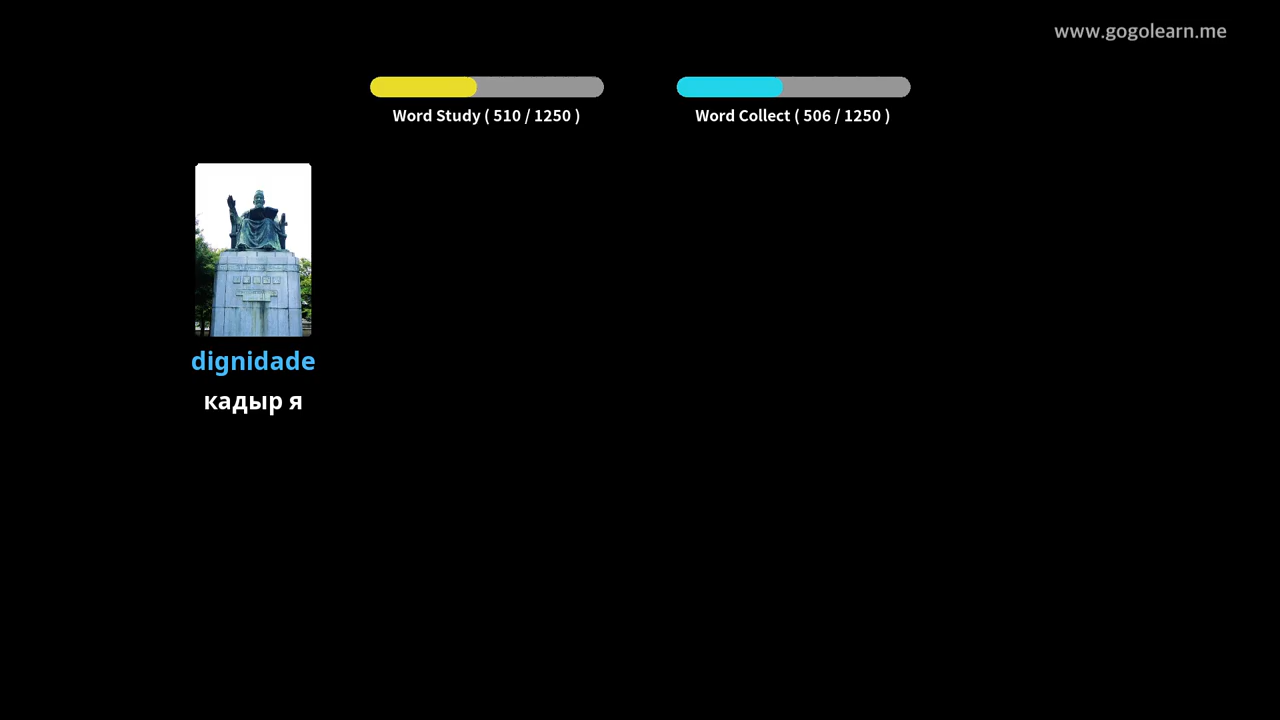 www.gogolearn.me
Word Study ( 510 / 1250 )
Word Collect ( 506 / 1250 )
dignidade
кадыр я